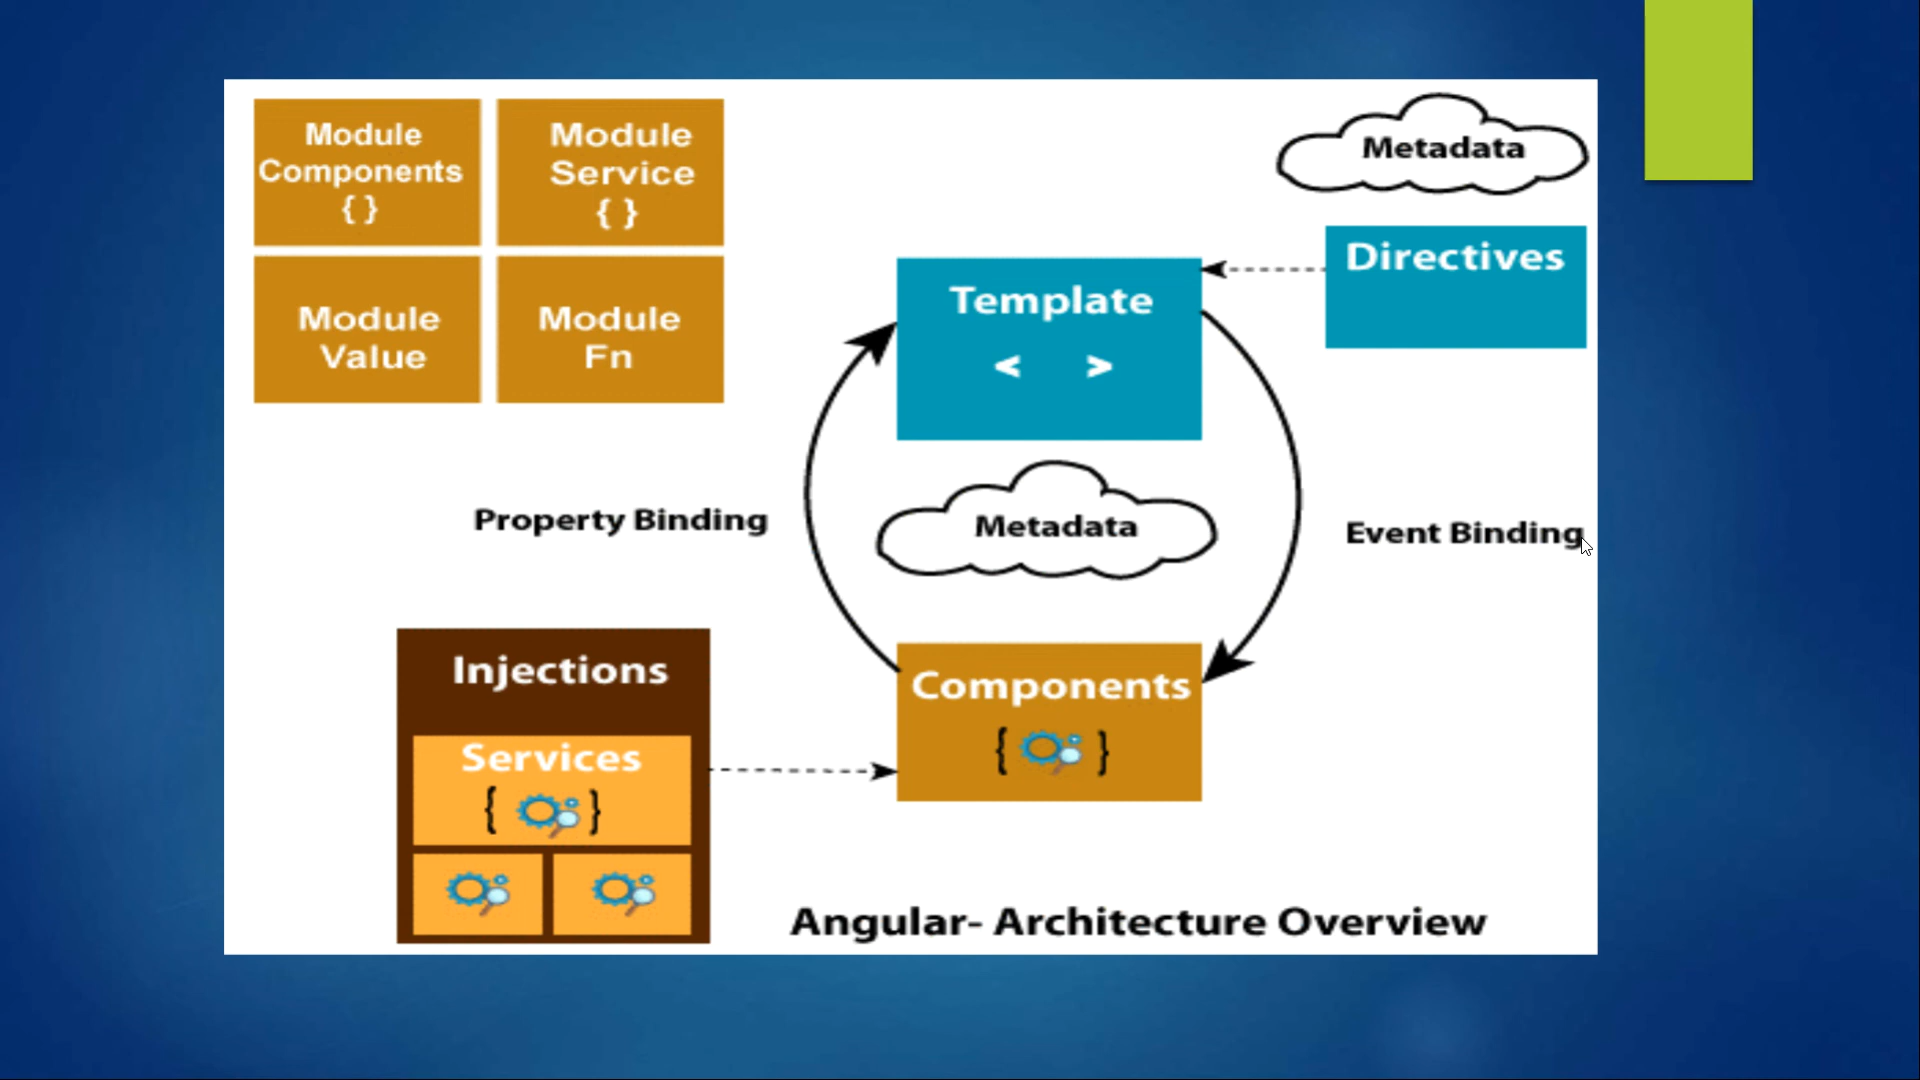 Module
Components
{ }
Module
Service
{ }
Module
Value
Module
Fn
Metadata
Directives
Template
< >
Property Binding
Metadata
Event Binding
Injections
Services
{ }
Components
{ }
Angular- Architecture Overview